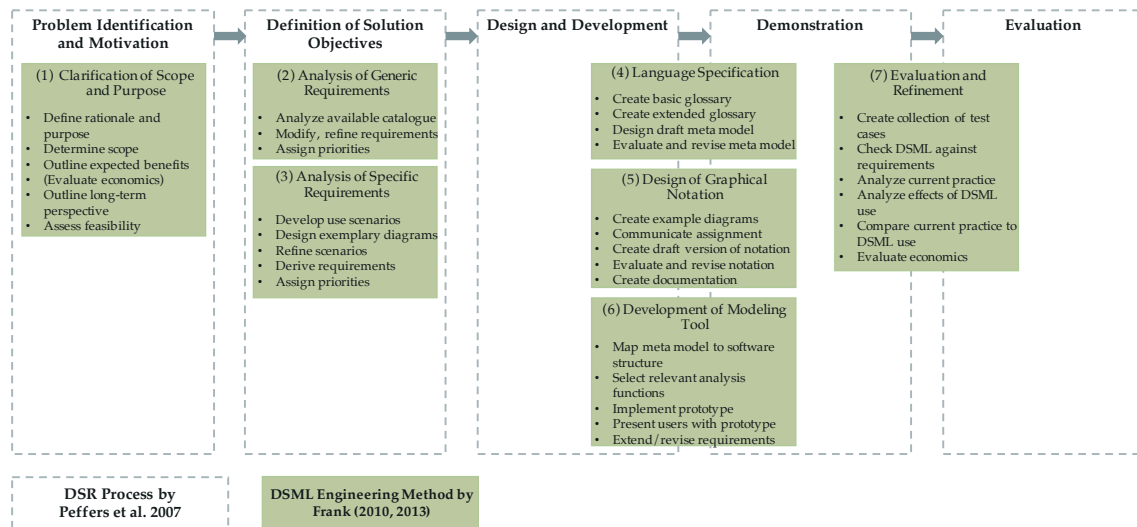 Problem Identification
and Motivation
(1) Clarification of Scope
and Purpose
• Define rationale and
purpose
• Determine scope
• Outline expected benefits
• (Evaluate economics)
• Outline long-term
perspective
• Assess feasibility
Definition of Solution
Objectives
(2) Analysis of Generic
Requirements
• Analyze available catalogue
• Modify, refine requirements
• Assign priorities
(3) Analysis of Specific
Requirements
• Develop use scenarios
• Design exemplary diagrams
• Refine scenarios
• Derive requirements
• Assign priorities
Design and Development
Demonstration
(4) Language Specification
• Create basic glossary
• Create extended glossary
• Design draft meta model
• Evaluate and revise meta model
(5) Design of Graphical
Notation
• Create example diagrams
• Communicate assignment
• Create draft version of notation
• Evaluate and revise notation
• Create documentation
(6) Development of Modeling
Tool
• Map meta model to software
structure
• Select relevant analysis
functions
• Implement prototype
• Present users with prototype
• Extend/revise requirements
Evaluation
(7) Evaluation and
Refinement
• Create collection of test
cases
• Check DSML against
requirements
• Analyze current practice
• Analyze effects of DSML
use
• Compare current practice to
DSML use
• Evaluate economics
DSR Process by
Peffers et al. 2007
DSML Engineering Method by
Frank (2010, 2013)